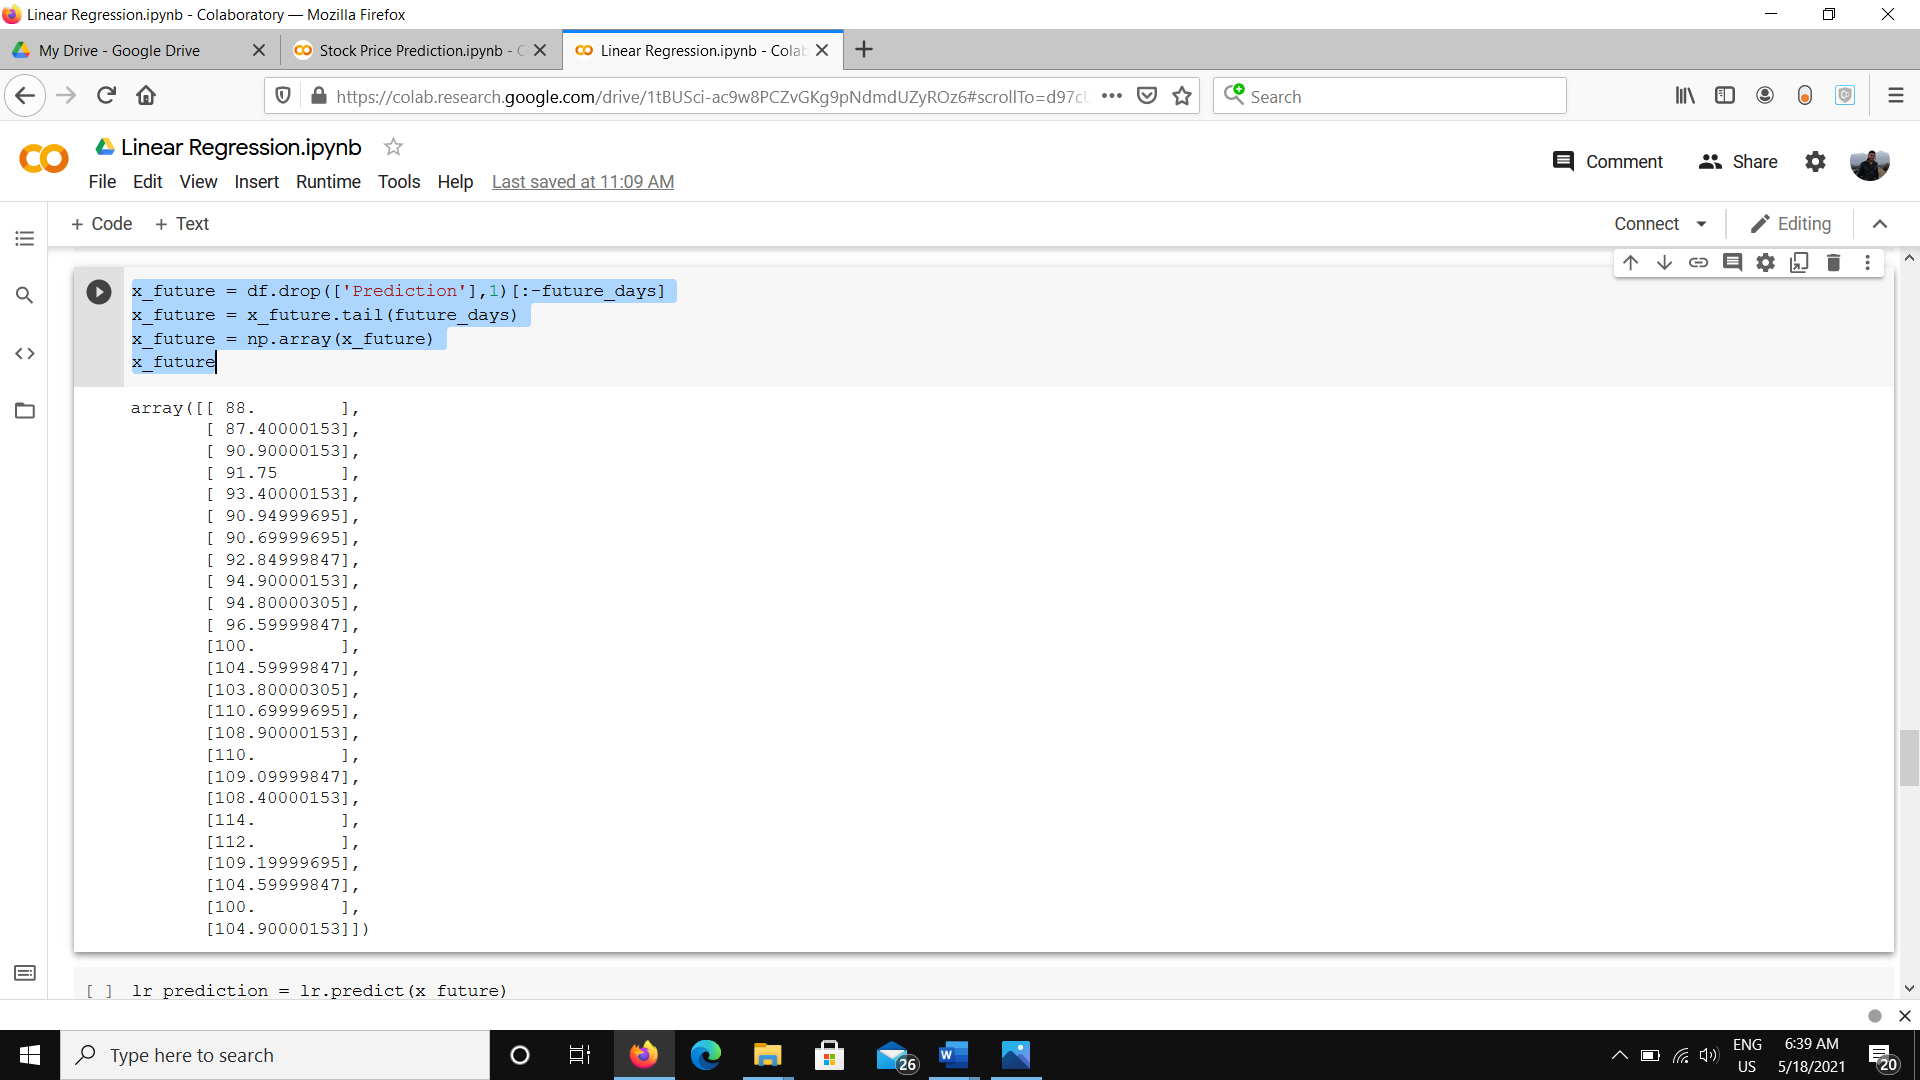 Linear Regression.ipynb - Colaboratory — Mozilla Firefox
My Drive - Google Drive
Stock Price Prediction.ipynb - C
Linear Regression.ipynb - Colab
https://colab.research.google.com/drive/1tBUSci-ac9w8PCZvGKg9pNdmdUZyROz6#scrollTo=d97cU
Search
Linear Regression.ipynb
Comment
Share
File Edit View Insert Runtime Tools Help Last saved at 11:09 AM
+ Code + Text
Connect
Editing
x_future = df.drop(['Prediction'],1)[:-future_days]
x_future = x_future.tail(future_days)
x_future = np.array(x_future)
x_future
array([[ 88.        ],
[ 87.40000153],
[ 90.90000153],
[ 91.75      ],
[ 93.40000153],
[ 90.94999695],
[ 90.69999695],
[ 92.84999847],
[ 94.90000153],
[ 94.80000305],
[ 96.59999847],
[100.        ],
[104.59999847],
[103.80000305],
[110.69999695],
[108.90000153],
[110.        ],
[109.09999847],
[108.40000153],
[114.        ],
[112.        ],
[109.19999695],
[104.59999847],
[100.        ],
[104.90000153]])
[ ] lr_prediction = lr.predict(x_future)
Type here to search
26
ENG
US
6:39 AM
5/18/2021
20